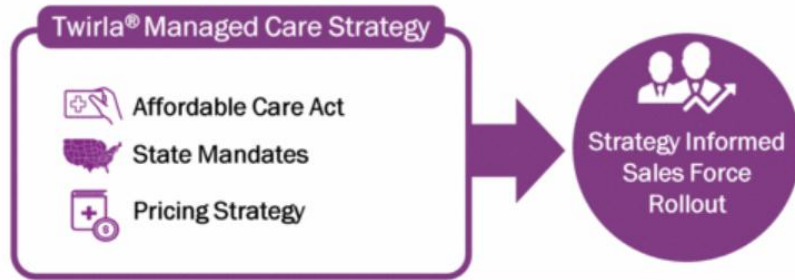 Twirla® Managed Care Strategy
Affordable Care Act
State Mandates
Pricing Strategy
Strategy Informed
Sales Force
Rollout